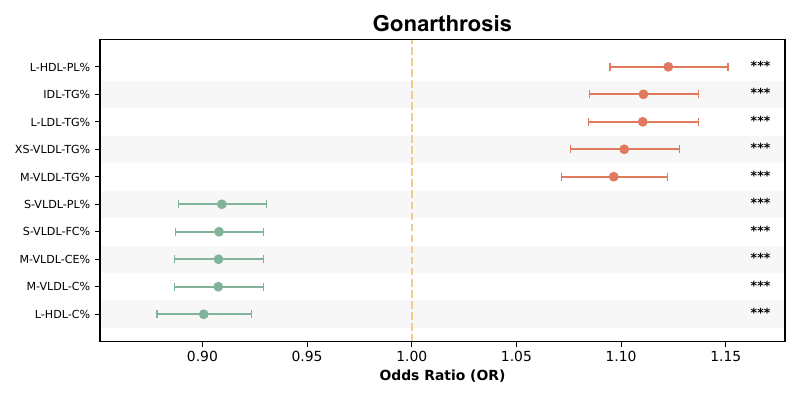 Gonarthrosis
L-HDL-PL% ***
IDL-TG% ***
L-LDL-TG% ***
XS-VLDL-TG% ***
M-VLDL-TG% ***
S-VLDL-PL% ***
S-VLDL-FC% ***
M-VLDL-CE% ***
M-VLDL-C% ***
L-HDL-C% ***
0.90 0.95 1.00 1.05 1.10 1.15
Odds Ratio (OR)